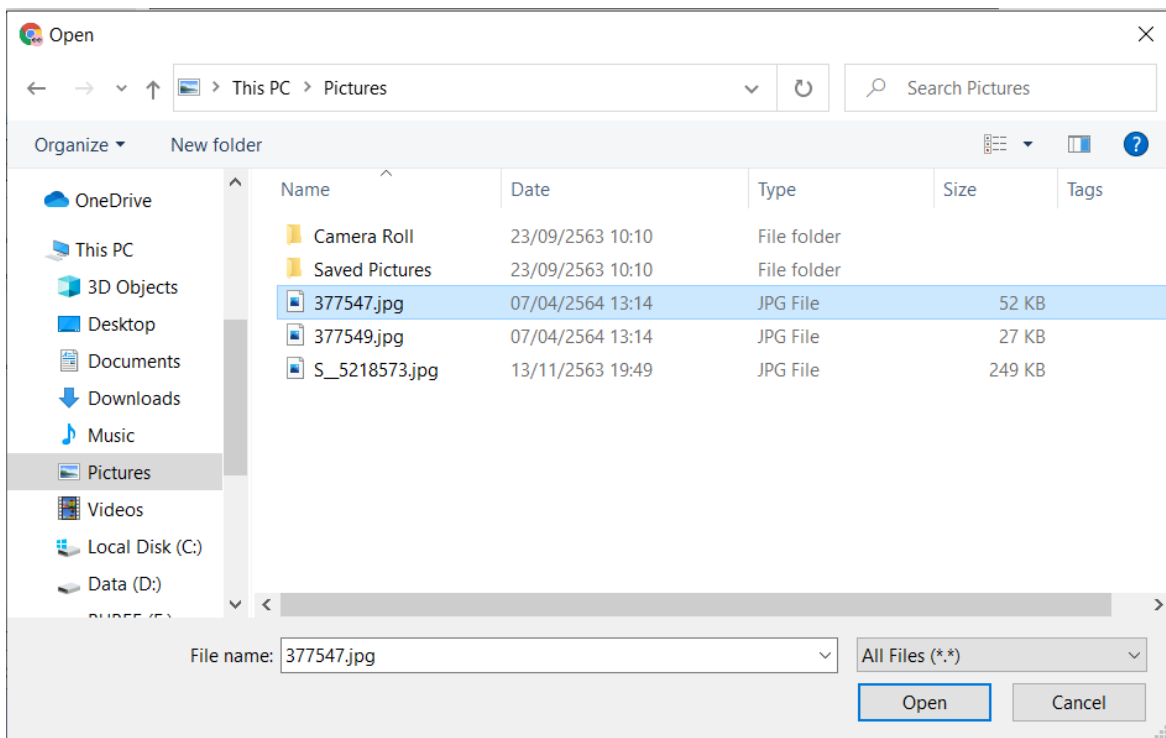 Open
This PC > Pictures
Search Pictures
Organize
New folder
?
Name Date Type Size Tags
OneDrive
This PC
3D Objects
Desktop
Documents
Downloads
Music
Pictures
Videos
Local Disk (C:)
Data (D:)
Camera Roll 23/09/2563 10:10 File folder
Saved Pictures 23/09/2563 10:10 File folder
377547.jpg 07/04/2564 13:14 JPG File 52 KB
377549.jpg 07/04/2564 13:14 JPG File 27 KB
S__5218573.jpg 13/11/2563 19:49 JPG File 249 KB
File name: 377547.jpg
All Files (*.*)
Open Cancel